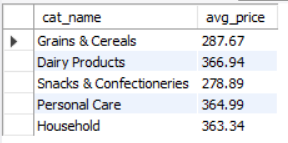 cat_name avg_price
Grains & Cereals 287.67
Dairy Products 366.94
Snacks & Confectioneries 278.89
Personal Care 364.99
Household 363.34